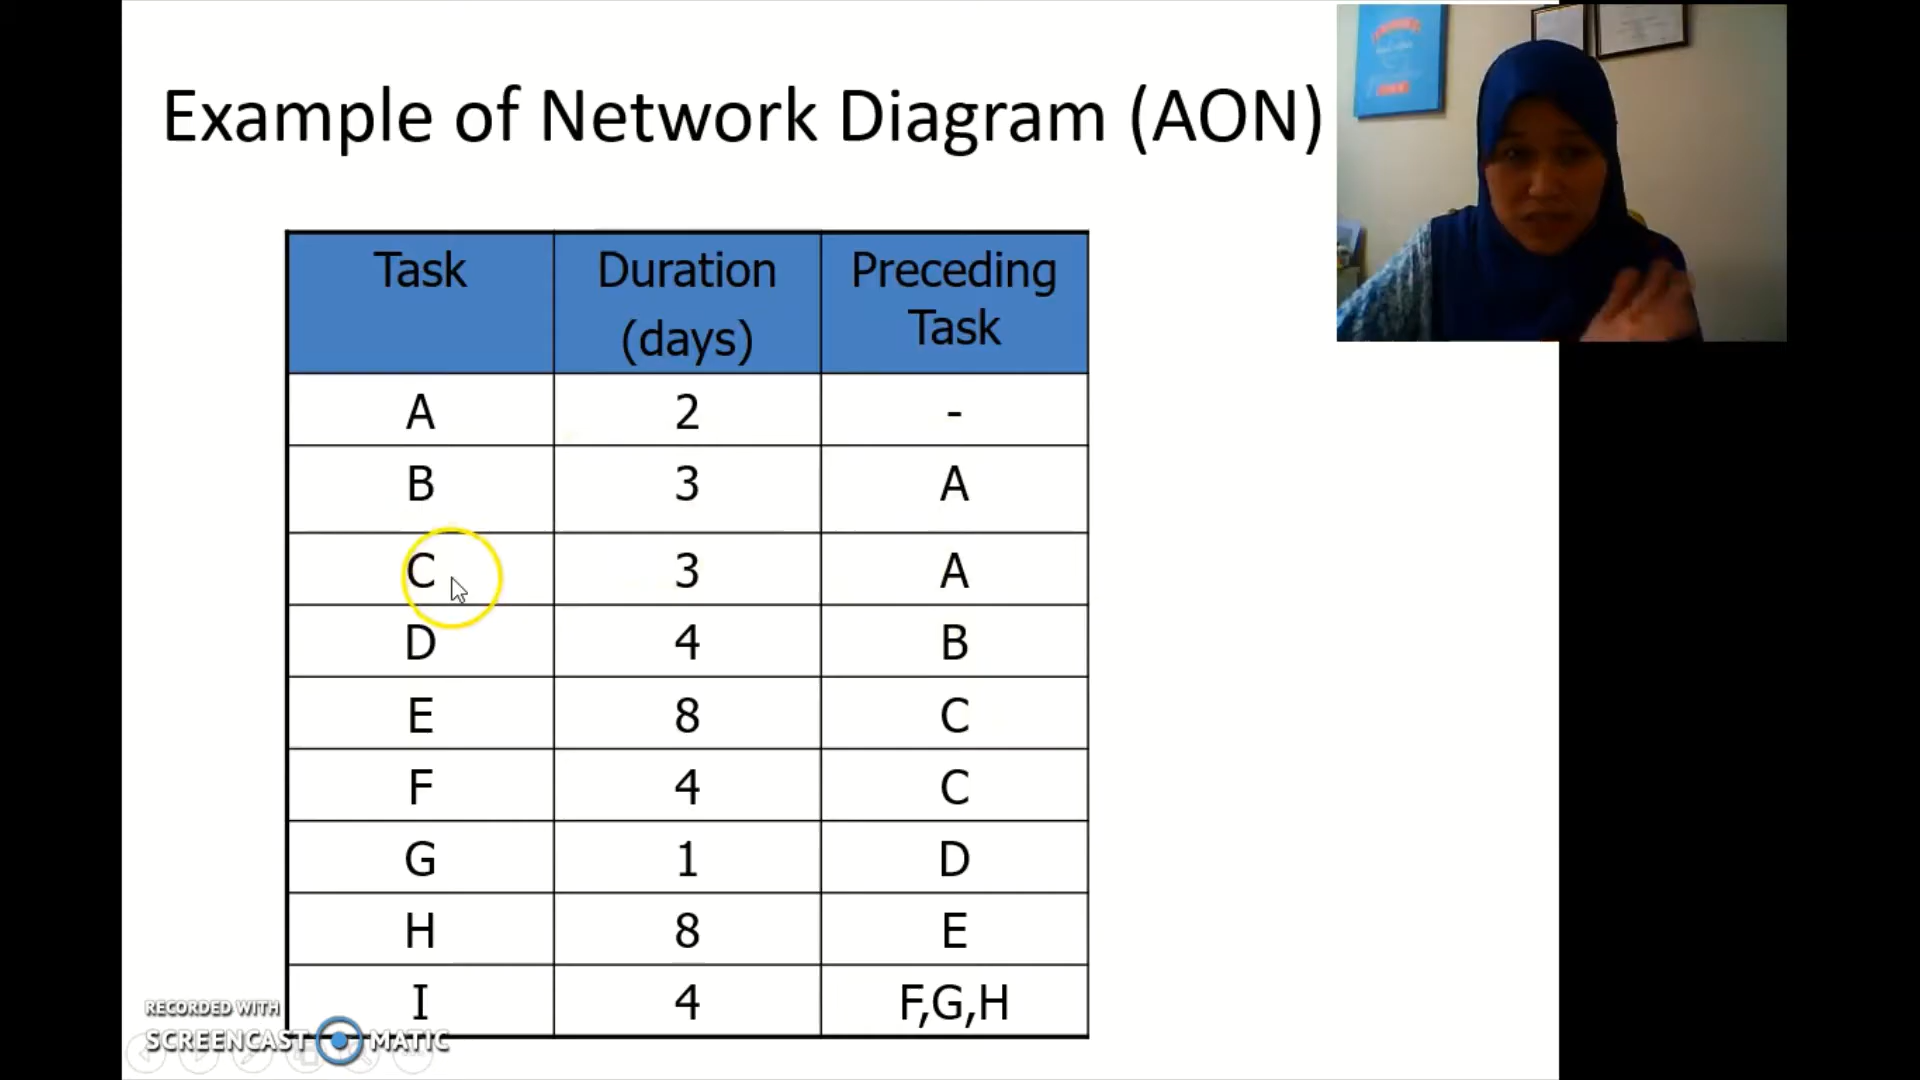 Example of Network Diagram (AON)
Task Duration (days) Preceding Task
A 2 -
B 3 A
C 3 A
D 4 B
E 8 C
F 4 C
G 1 D
H 8 E
I 4 F,G,H
RECORDED WITH
SCREENCAST MATIC